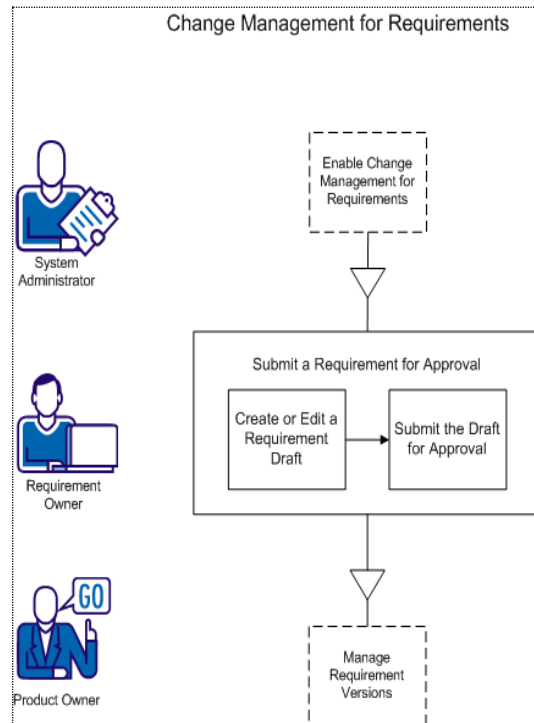 Change Management for Requirements
Enable Change
Management for
Requirements
System
Administrator
Submit a Requirement for Approval
Create or Edit a
Requirement
Draft
Submit the Draft
for Approval
Requirement
Owner
GO
Product Owner
Manage
Requirement
Versions